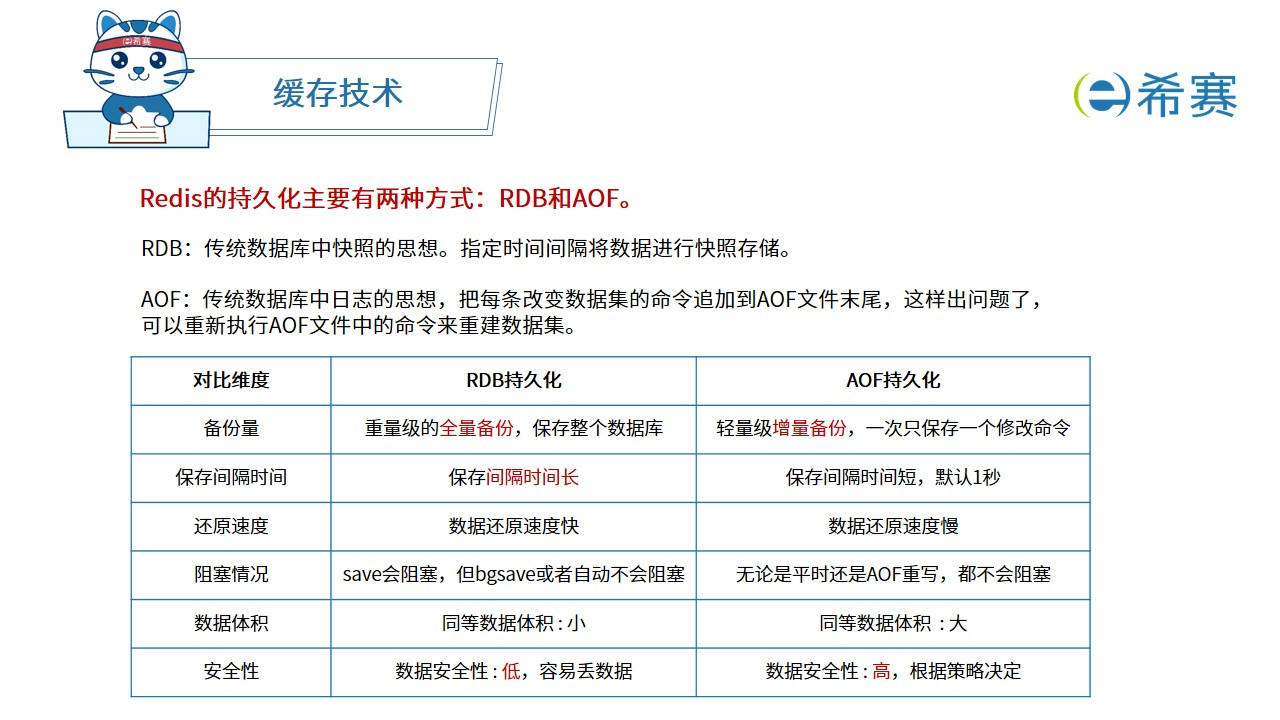 希赛
缓存技术
希赛
Redis的持久化主要有两种方式：RDB和AOF。
RDB：传统数据库中快照的思想。指定时间间隔将数据进行快照存储。
AOF：传统数据库中日志的思想，把每条改变数据集的命令追加到AOF文件末尾，这样出问题了，
可以重新执行AOF文件中的命令来重建数据集。
对比维度 RDB持久化 AOF持久化
备份量 重量级的全量备份，保存整个数据库 轻量级增量备份，一次只保存一个修改命令
保存间隔时间 保存间隔时间长 保存间隔时间短，默认1秒
还原速度 数据还原速度快 数据还原速度慢
阻塞情况 save会阻塞，但bgsave或者自动不会阻塞 无论是平时还是AOF重写，都不会阻塞
数据体积 同等数据体积 : 小 同等数据体积 : 大
安全性 数据安全性 : 低，容易丢数据 数据安全性 : 高，根据策略决定